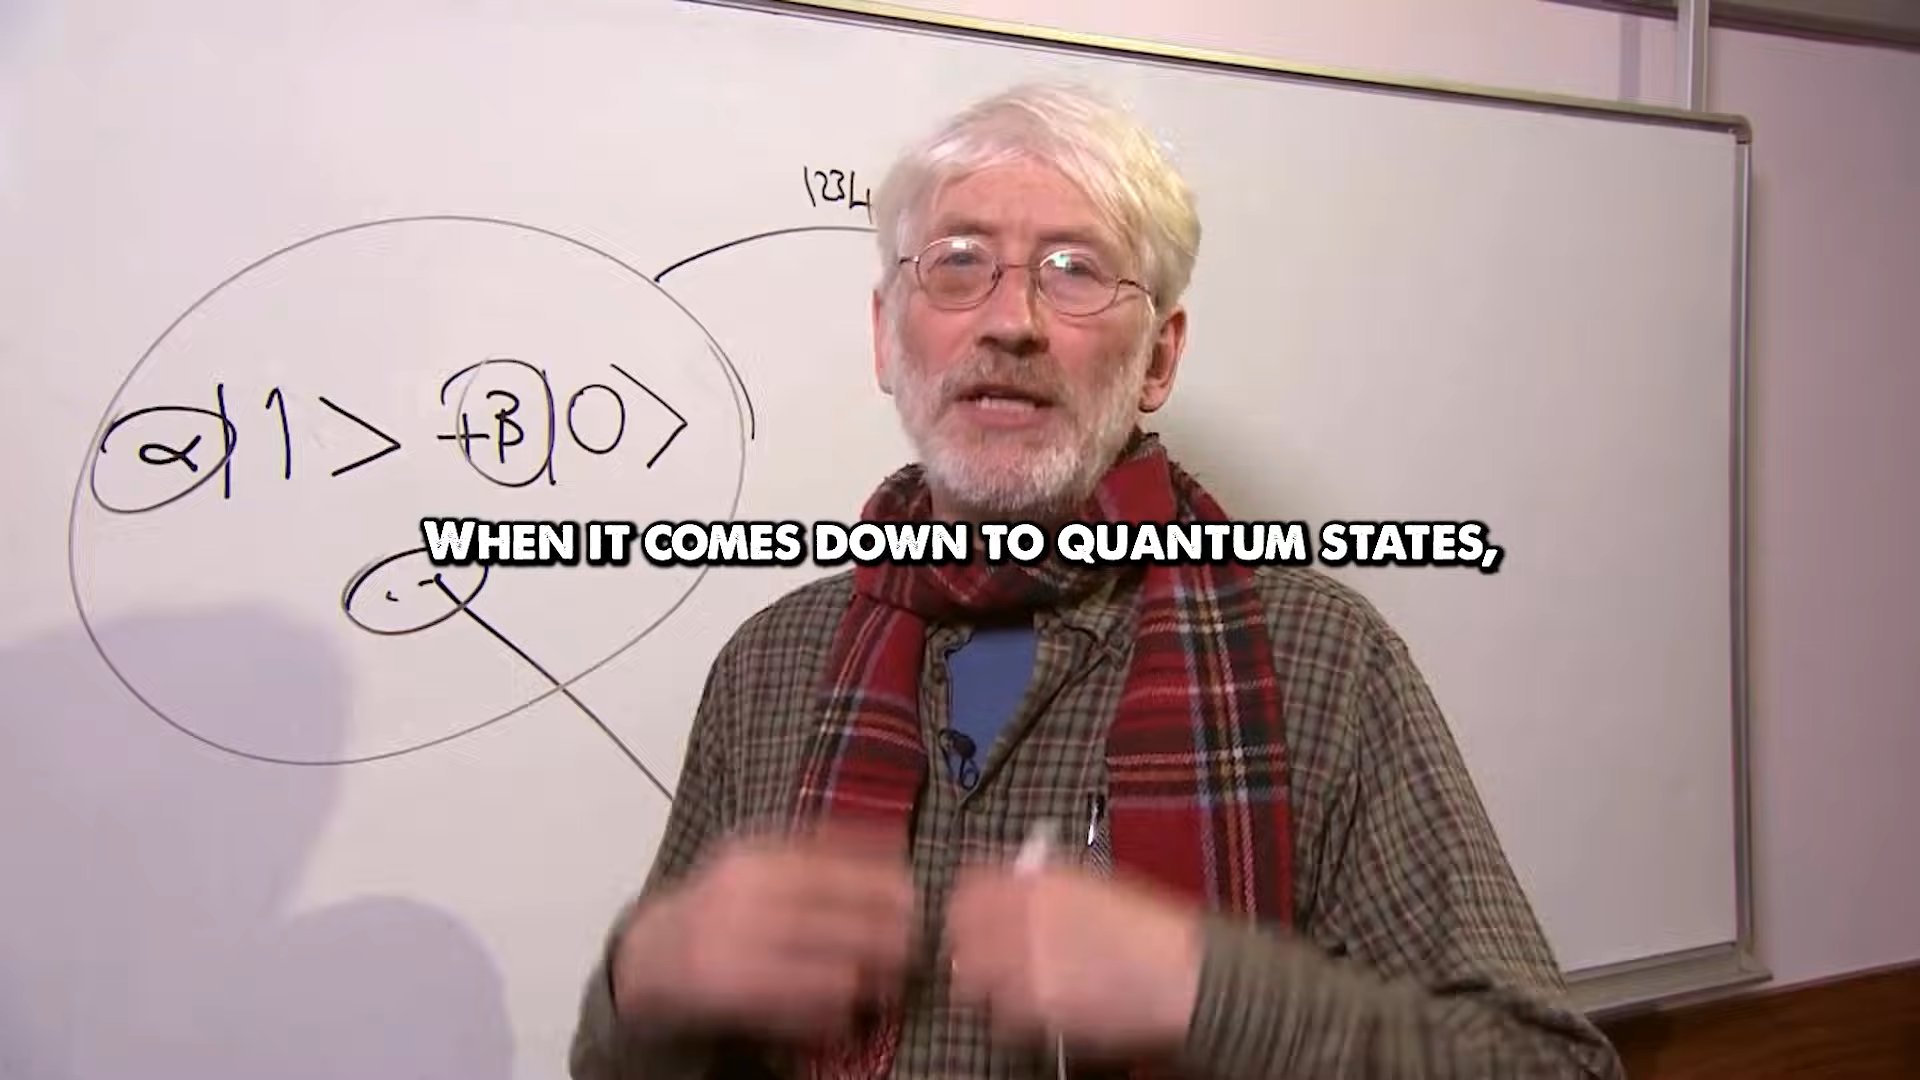 1234
α|1> +β|0>
When it comes down to quantum states,